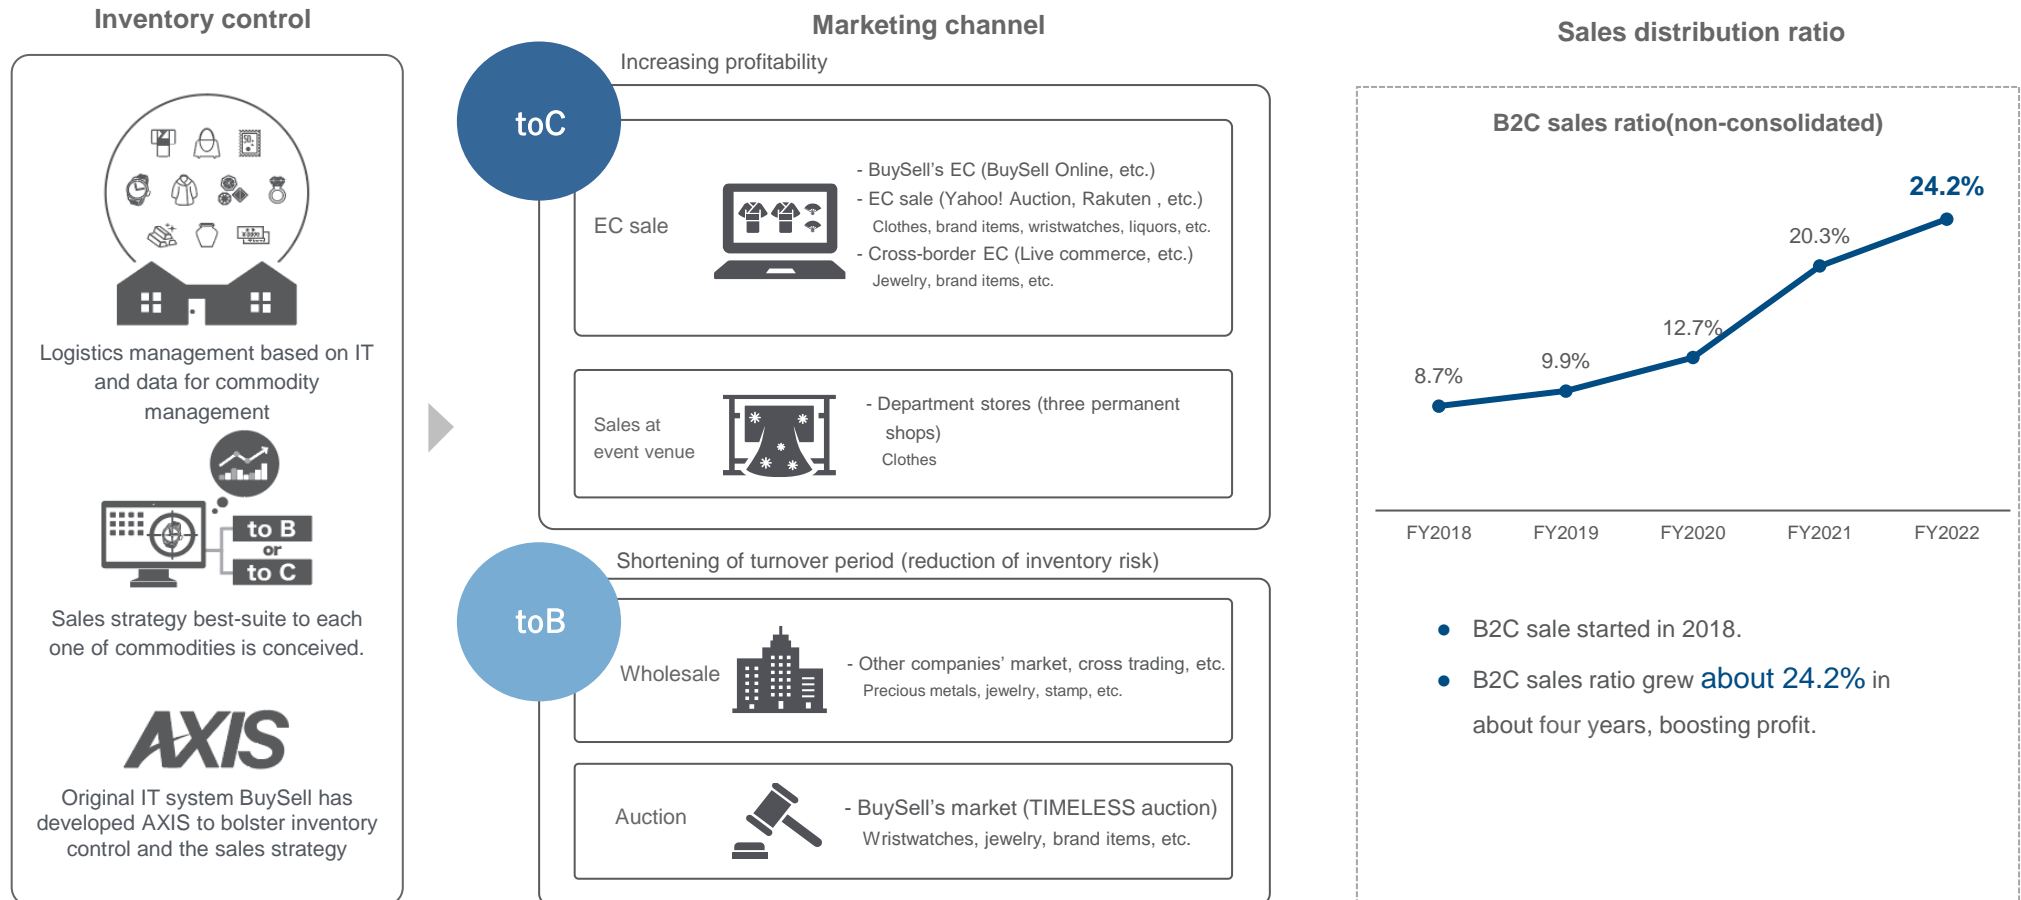 Inventory control
Logistics management based on IT
and data for commodity
management
to B
or
to C
Sales strategy best-suite to each
one of commodities is conceived.
AXIS
Original IT system BuySell has
developed AXIS to bolster inventory
control and the sales strategy
Marketing channel
toC
Increasing profitability
EC sale
- BuySell's EC (BuySell Online, etc.)
- EC sale (Yahoo! Auction, Rakuten , etc.)
Clothes, brand items, wristwatches, liquors, etc.
- Cross-border EC (Live commerce, etc.)
Jewelry, brand items, etc.
Sales at
event venue
- Department stores (three permanant
shops)
Clothes
toB
Shortening of turnover period (reduction of inventory risk)
Wholesale
- Other companies' market, cross trading, etc.
Precious metals, jewelry, stamp, etc.
Auction
- BuySell's market (TIMELESS auction)
Wristwatches, jewelry, brand items, etc.
Sales distribution ratio
B2C sales ratio(non-consolidated)
8.7%
9.9%
12.7%
20.3%
24.2%
FY2018
FY2019
FY2020
FY2021
FY2022
● B2C sale started in 2018.
● B2C sales ratio grew about 24.2% in
about four years, boosting profit.